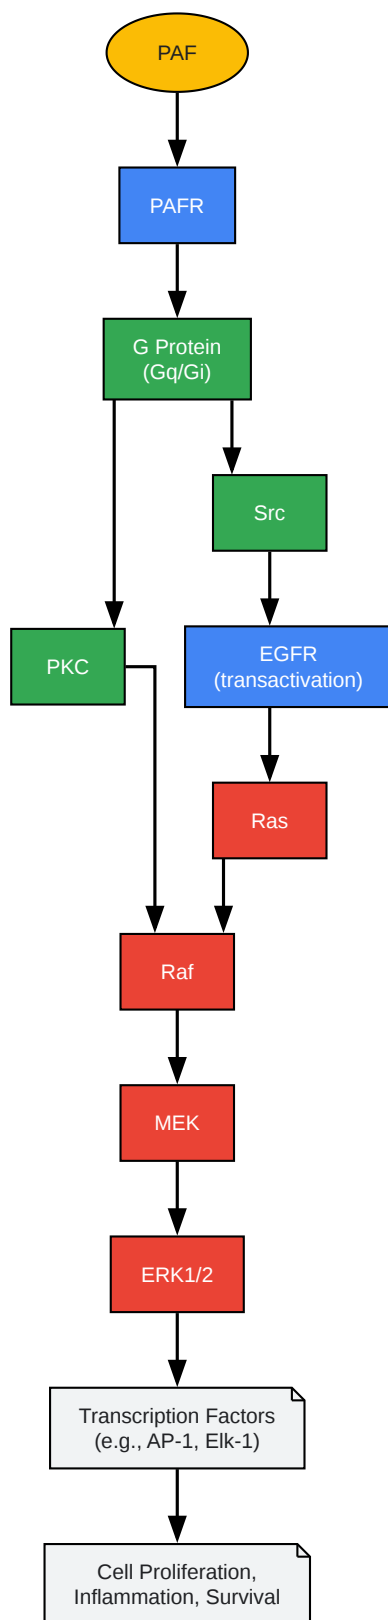 PAF
PAFR
G Protein
(Gq/Gi)
Src
PKC
EGFR
(transactivation)
Ras
Raf
MEK
ERK1/2
Transcription Factors
(e.g., AP-1, Elk-1)
Cell Proliferation,
Inflammation, Survival